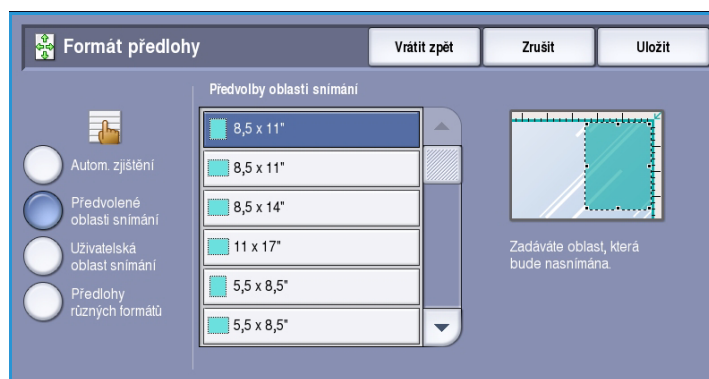 Formát předlohy
Vrátit zpět
Zrušit
Uložit
Předvolby oblasti snímání
Autom. zjištění
Předvolené
oblasti snímání
Uživatelská
oblast snímání
Předlohy
různých formátů
8,5 x 11"
8,5 x 11"
8,5 x 14"
11 x 17"
5,5 x 8,5"
5,5 x 8,5"
Zadáváte oblast, která
bude nasnímána.